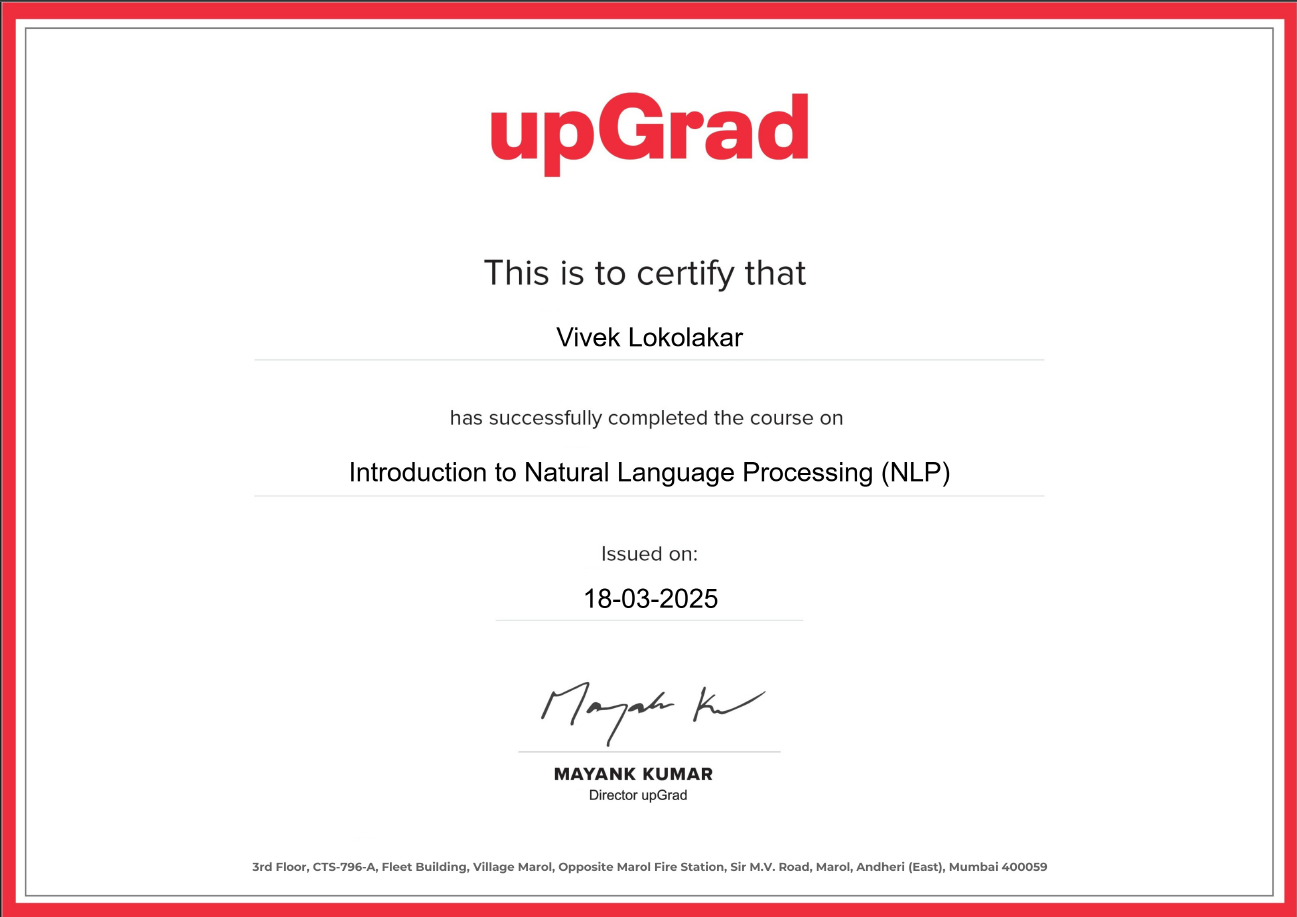 upGrad
This is to certify that
Vivek Lokolakar
has successfully completed the course on
Introduction to Natural Language Processing (NLP)
Issued on:
18-03-2025
Mayank Ku
MAYANK KUMAR
Director upGrad
3rd Floor, CTS-796-A, Fleet Building, Village Marol, Opposite Marol Fire Station, Sir M.V. Road, Marol, Andheri (East), Mumbai 400059